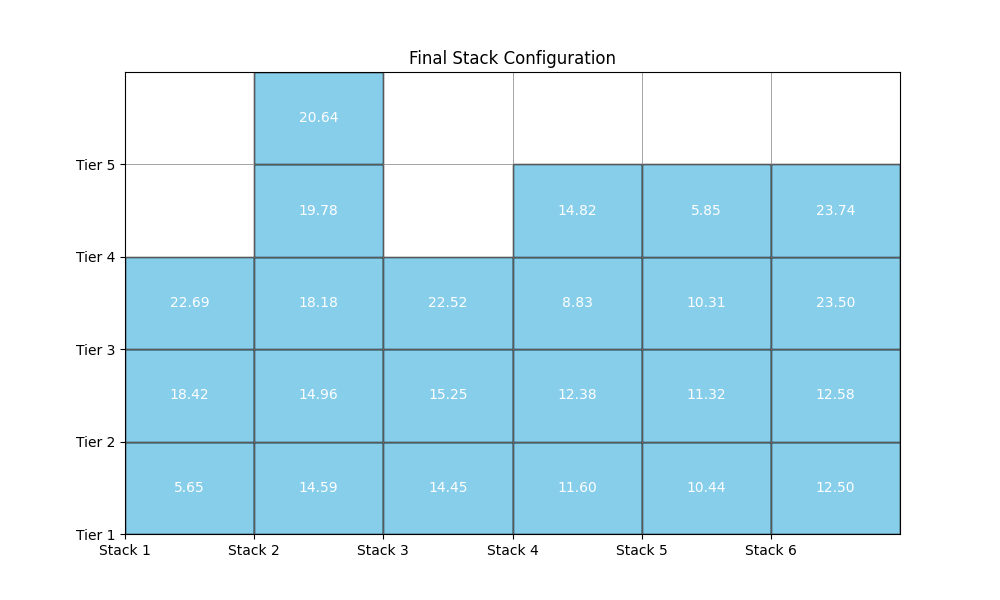 Final Stack Configuration
20.64
Tier 5
19.78 14.82 5.85 23.74
Tier 4
22.69 18.18 22.52 8.83 10.31 23.50
Tier 3
18.42 14.96 15.25 12.38 11.32 12.58
Tier 2
5.65 14.59 14.45 11.60 10.44 12.50
Tier 1
Stack 1 Stack 2 Stack 3 Stack 4 Stack 5 Stack 6